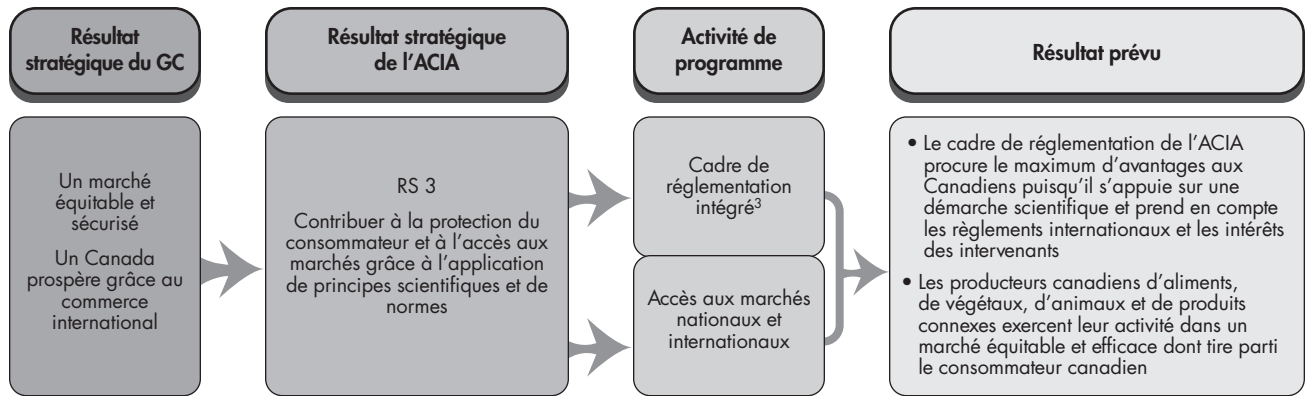 Résultat
stratégique du GC
Résultat stratégique
de l'ACIA
Activité de
programme
Résultat prévu
Un marché
équitable et
sécurisé
Un Canada
prospère grâce au
commerce
international
RS 3
Contribuer à la protection du
consommateur et à l'accès aux
marchés grâce à l'application
de principes scientifiques et de
normes
Cadre de
réglementation
intégré³
Accès aux marchés
nationaux et
internationaux
• Le cadre de réglementation de l'ACIA
procure le maximum d'avantages aux
Canadiens puisqu'il s'appuie sur une
démarche scientifique et prend en compte
les règlements internationaux et les intérêts
des intervenants
• Les producteurs canadiens d'aliments,
de végétaux, d'animaux et de produits
connexes exercent leur activité dans un
marché équitable et efficace dont tire parti
le consommateur canadien